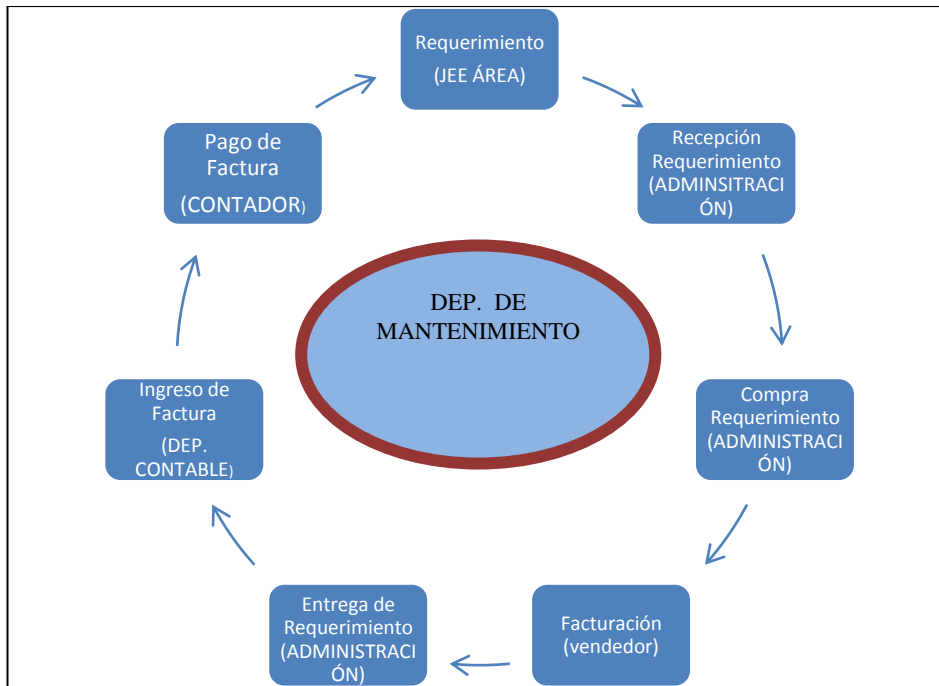 Requerimiento
(JEE ÁREA)
Recepción
Requerimiento
(ADMINSITRACI
ÓN)
Compra
Requerimiento
(ADMINISTRACI
ÓN)
Facturación
(vendedor)
Entrega de
Requerimiento
(ADMINISTRACI
ÓN)
Ingreso de
Factura
(DEP.
CONTABLE)
Pago de
Factura
(CONTADOR)
DEP. DE
MANTENIMIENTO